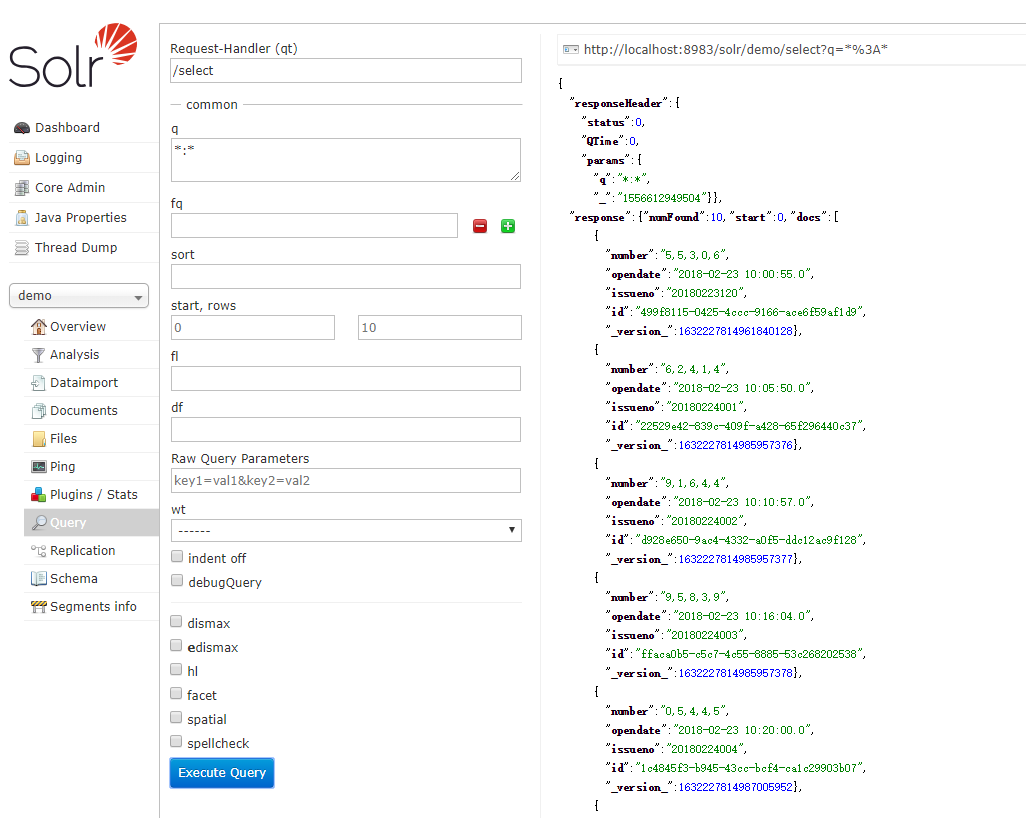 Solr
Dashboard
Logging
Core Admin
Java Properties
Thread Dump
demo
Overview
Analysis
Dataimport
Documents
Files
Ping
Plugins / Stats
Query
Replication
Schema
Segments info
Request-Handler (qt)
/select
common
q
*:*
fq
sort
start, rows
0 10
fl
df
Raw Query Parameters
key1=val1&key2=val2
wt
------
indent off
debugQuery
dismax
edismax
hl
facet
spatial
spellcheck
Execute Query
http://localhost:8983/solr/demo/select?q=*%3A*
{
"responseHeader":{
"status":0,
"QTime":0,
"params":{
"q":"*:*",
"_":"1556612949504"}},
"response":{"numFound":10,"start":0,"docs":[
{
"number":"5,5,3,0,6",
"opendate":"2018-02-23 10:00:55.0",
"issueno":"20180223120",
"id":"499f8115-0425-4ccc-9166-ace6f59af1d9",
"_version_":1632227814961840128},
{
"number":"6,2,4,1,4",
"opendate":"2018-02-23 10:05:50.0",
"issueno":"20180224001",
"id":"22529e42-839c-409f-a428-65f296440c37",
"_version_":1632227814985957376},
{
"number":"9,1,6,4,4",
"opendate":"2018-02-23 10:10:57.0",
"issueno":"20180224002",
"id":"d928e650-9ac4-4332-a0f5-ddc12ac9f128",
"_version_":1632227814985957377},
{
"number":"9,5,8,3,9",
"opendate":"2018-02-23 10:16:04.0",
"issueno":"20180224003",
"id":"ffaca0b5-c5c7-4c55-8885-53c268202538",
"_version_":1632227814985957378},
{
"number":"0,5,4,4,5",
"opendate":"2018-02-23 10:20:00.0",
"issueno":"20180224004",
"id":"1c4845f3-b945-43cc-bcf4-ca1c29903b07",
"_version_":1632227814987005952},
{